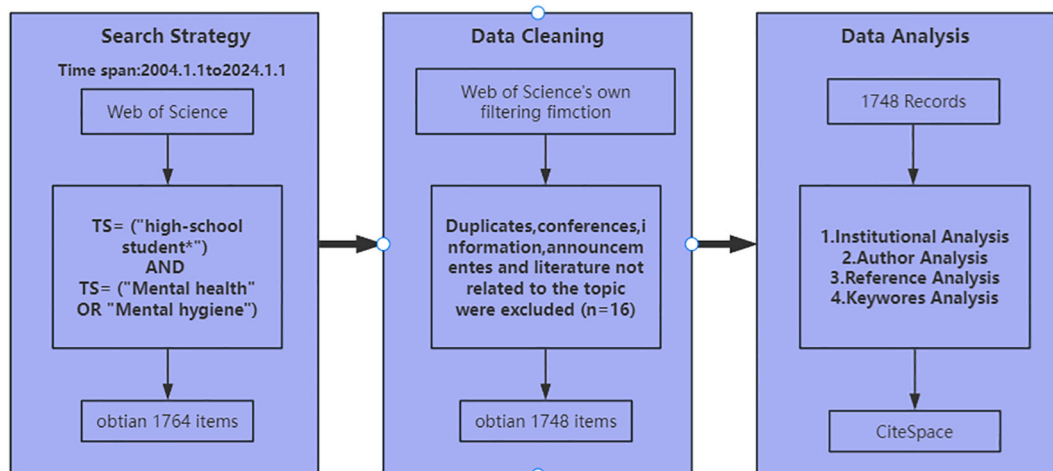 Search Strategy
Time span:2004.1.1to2024.1.1
Web of Science
TS= ("high-school
student*")
AND
TS= ("Mental health"
OR "Mental hygiene")
obtian 1764 items
Data Cleaning
Web of Science's own
filtering fimction
Duplicates,conferences,i
nformation,announcem
entes and literature not
related to the topic
were excluded (n=16)
obtian 1748 items
Data Analysis
1748 Records
1.Institutional Analysis
2.Author Analysis
3.Reference Analysis
4.Keywores Analysis
CiteSpace